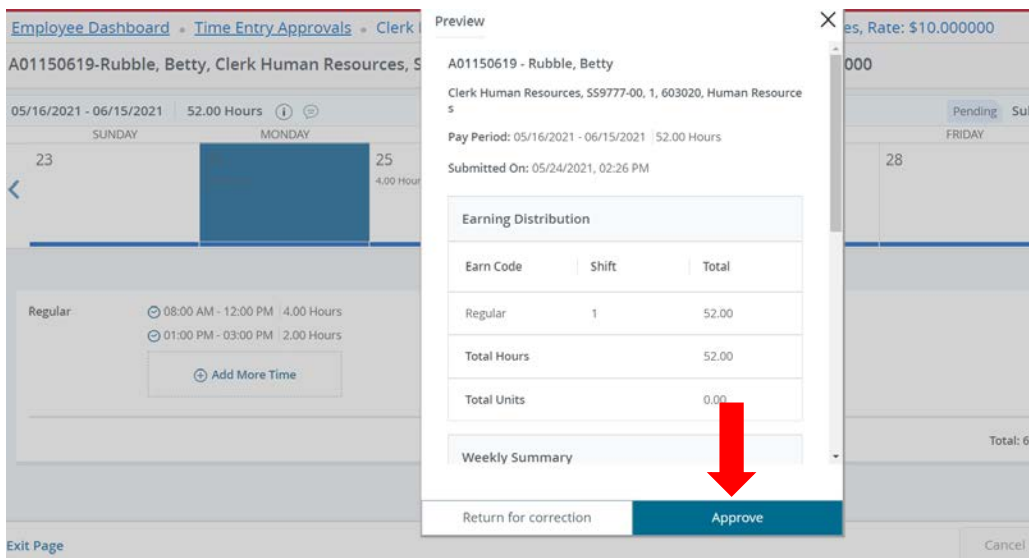 Employee Dashboard • Time Entry Approvals • Clerk es, Rate: $10.000000
A01150619-Rubble, Betty, Clerk Human Resources, S 000
05/16/2021 - 06/15/2021 52.00 Hours
Pending Su
SUNDAY MONDAY FRIDAY
23 25 28
4.00 Hour
Regular 08:00 AM - 12:00 PM 4.00 Hours
01:00 PM - 03:00 PM 2.00 Hours
Add More Time
Total: 6
Exit Page
Cancel
Preview
A01150619 - Rubble, Betty
Clerk Human Resources, SS9777-00, 1, 603020, Human Resource
s
Pay Period: 05/16/2021 - 06/15/2021 52.00 Hours
Submitted On: 05/24/2021, 02:26 PM
Earning Distribution
Earn Code Shift Total
Regular 1 52.00
Total Hours 52.00
Total Units 0.00
Weekly Summary
Return for correction Approve